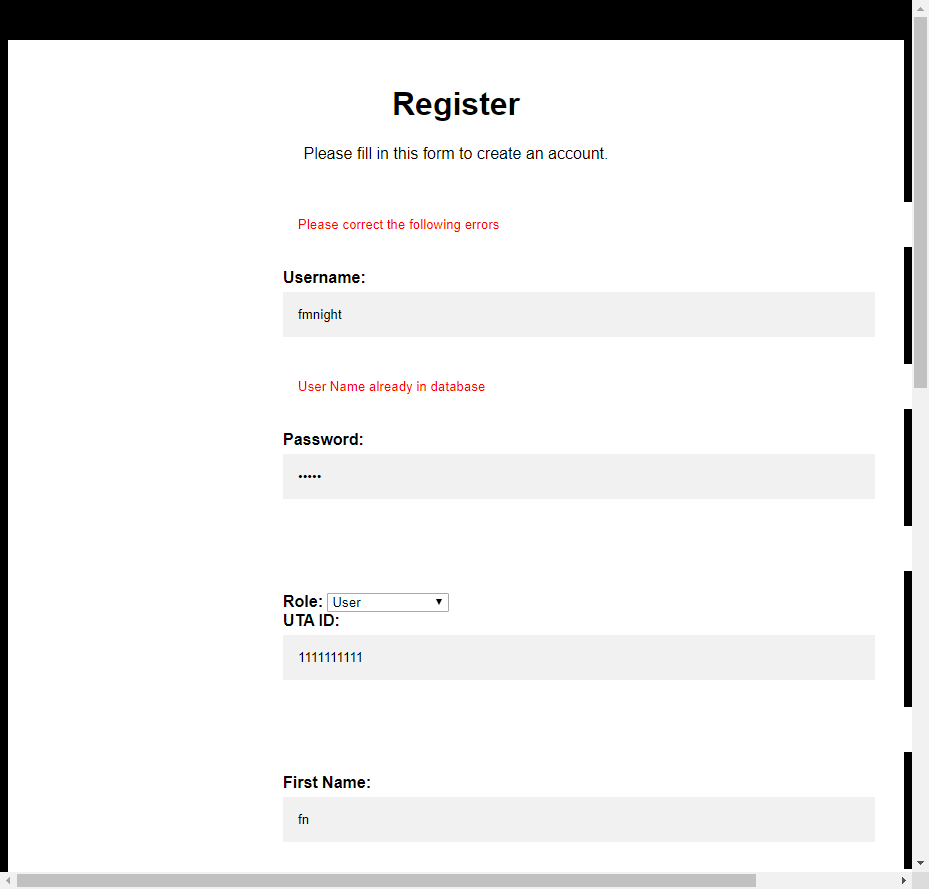 Register
Please fill in this form to create an account.
Please correct the following errors
Username:
fmnight
User Name already in database
Password:
•••••
Role: User
UTA ID:
1111111111
First Name:
fn